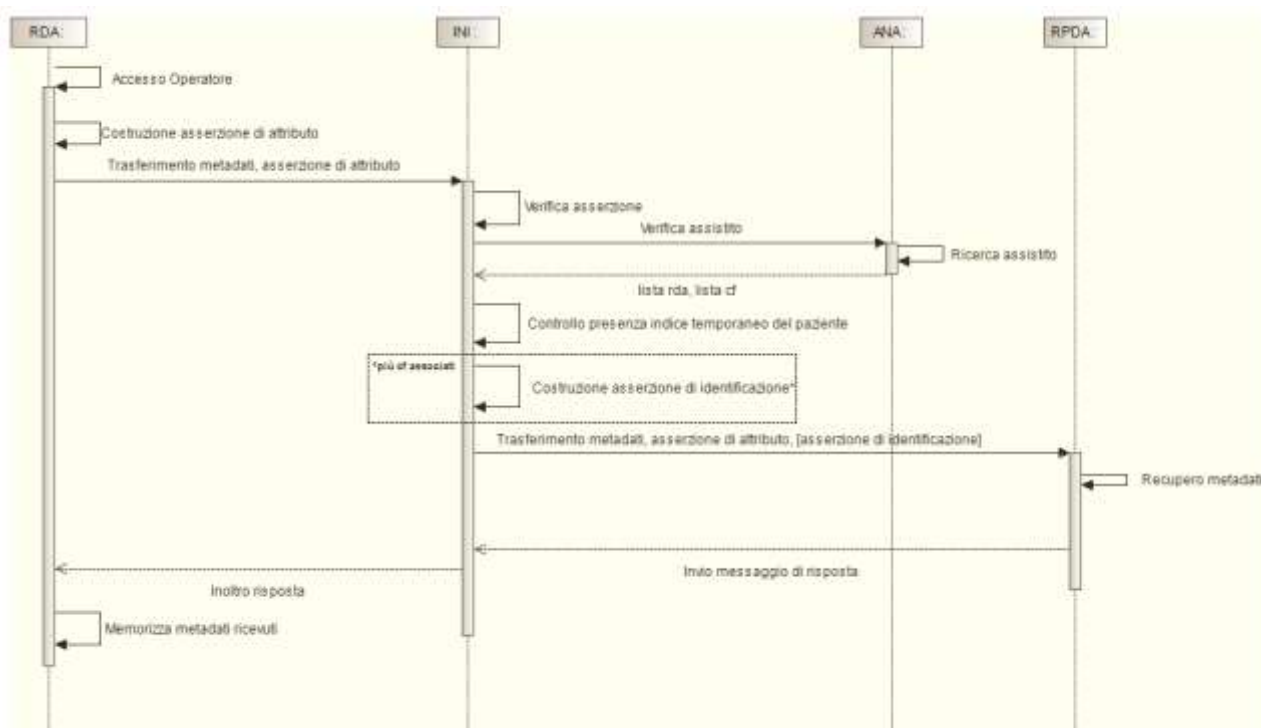 RDA:
INI :
ANA:
RPDA:
Accesso Operatore
Costruzione asserzione di attributo
Trasferimento metadati, asserzione di attributo
Verifica asserzione
Verifica assistito
Ricerca assistito
lista rda, lista cf
Controllo presenza indice temporaneo del paziente
*più cf associati
Costruzione asserzione di identificazione*
Trasferimento metadati, asserzione di attributo, [asserzione di identificazione]
Recupero metadati
Invio messaggio di risposta
Inoltro risposta
Memorizza metadati ricevuti